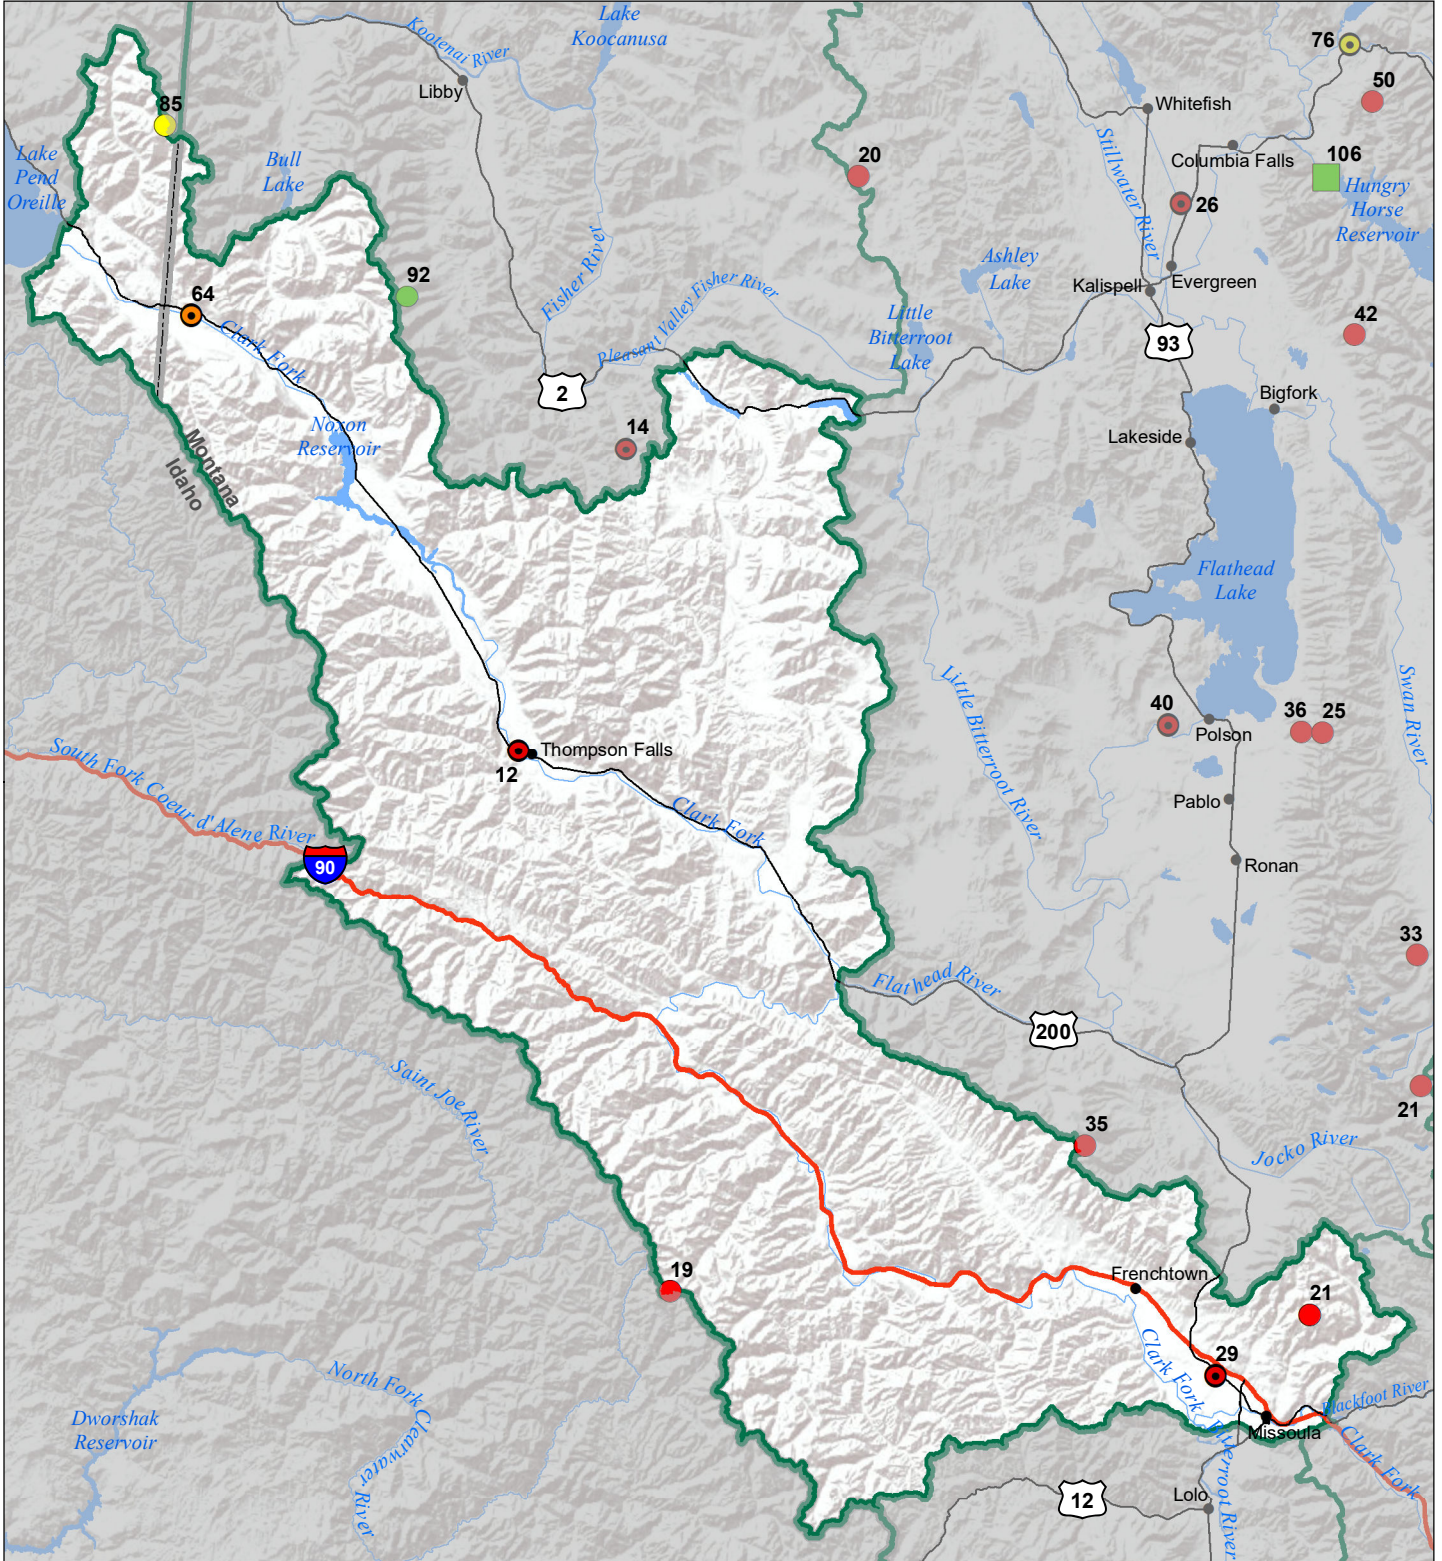 Lake
Koocanusa
Kootenai River
Libby
76
50
85
Whitefish
Stillwater River
Columbia Falls
106
Lake
Pend
Oreille
Bull
Lake
20
26
Hungry
Horse
Reservoir
Fisher River
Ashley
Lake
92
Evergreen
Kalispell
64
Clark Fork
Pleasant Valley Fisher River
Little
Bitterroot
Lake
93
42
2
Bigfork
Noxon
Reservoir
14
Lakeside
Montana
Idaho
Flathead
Lake
Swan River
Little Bitterroot River
40
36
25
Polson
Thompson Falls
12
South Fork Coeur d'Alene River
Pablo
Clark Fork
90
Ronan
33
Flathead River
200
Saint Joe River
21
35
Jocko River
19
Frenchtown
21
Clark Fork
29
North Fork Clearwater River
Blackfoot River
Dworshak
Reservoir
Missoula
Bitterroot River
Clark Fork
12
Lolo